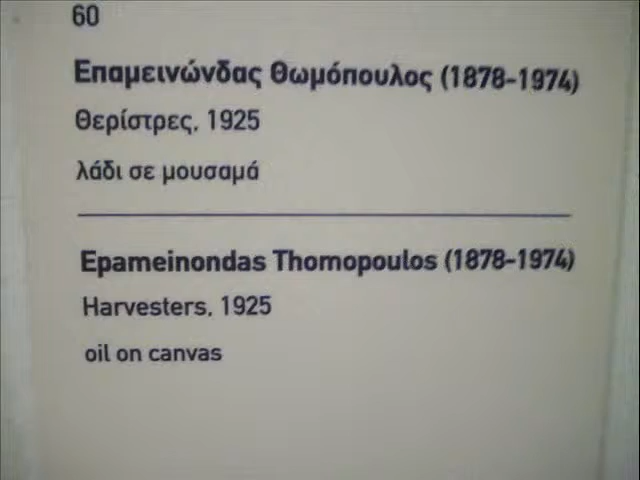 60
Επαμεινώνδας Θωμόπουλος (1878-1974)
Θερίστρες, 1925
λάδι σε μουσαμά
Epameinondas Thomopoulos (1878-1974)
Harvesters, 1925
oil on canvas